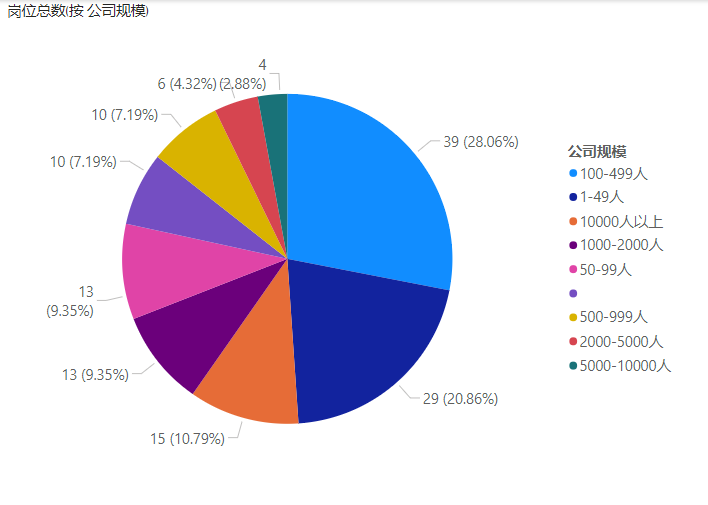 岗位总数(按 公司规模)
4
(2.88%)
6 (4.32%)
10 (7.19%)
10 (7.19%)
13
(9.35%)
13 (9.35%)
15 (10.79%)
29 (20.86%)
39 (28.06%)
公司规模
100-499人
1-49人
10000人以上
1000-2000人
50-99人
500-999人
2000-5000人
5000-10000人